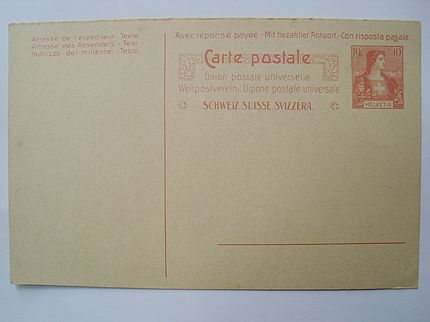 Adresse de l'expéditeur - Texte
Adresse des Absenders - Text
Indirizzo del mittente - Testo
Avec réponse payée - Mit bezahlter Antwort - Con risposta pagata.
Carte postale
Union postale universelle
Weltpostverein. Unione postale universale
SCHWEIZ. SUISSE. SVIZZERA.
10 10
HELVETIA